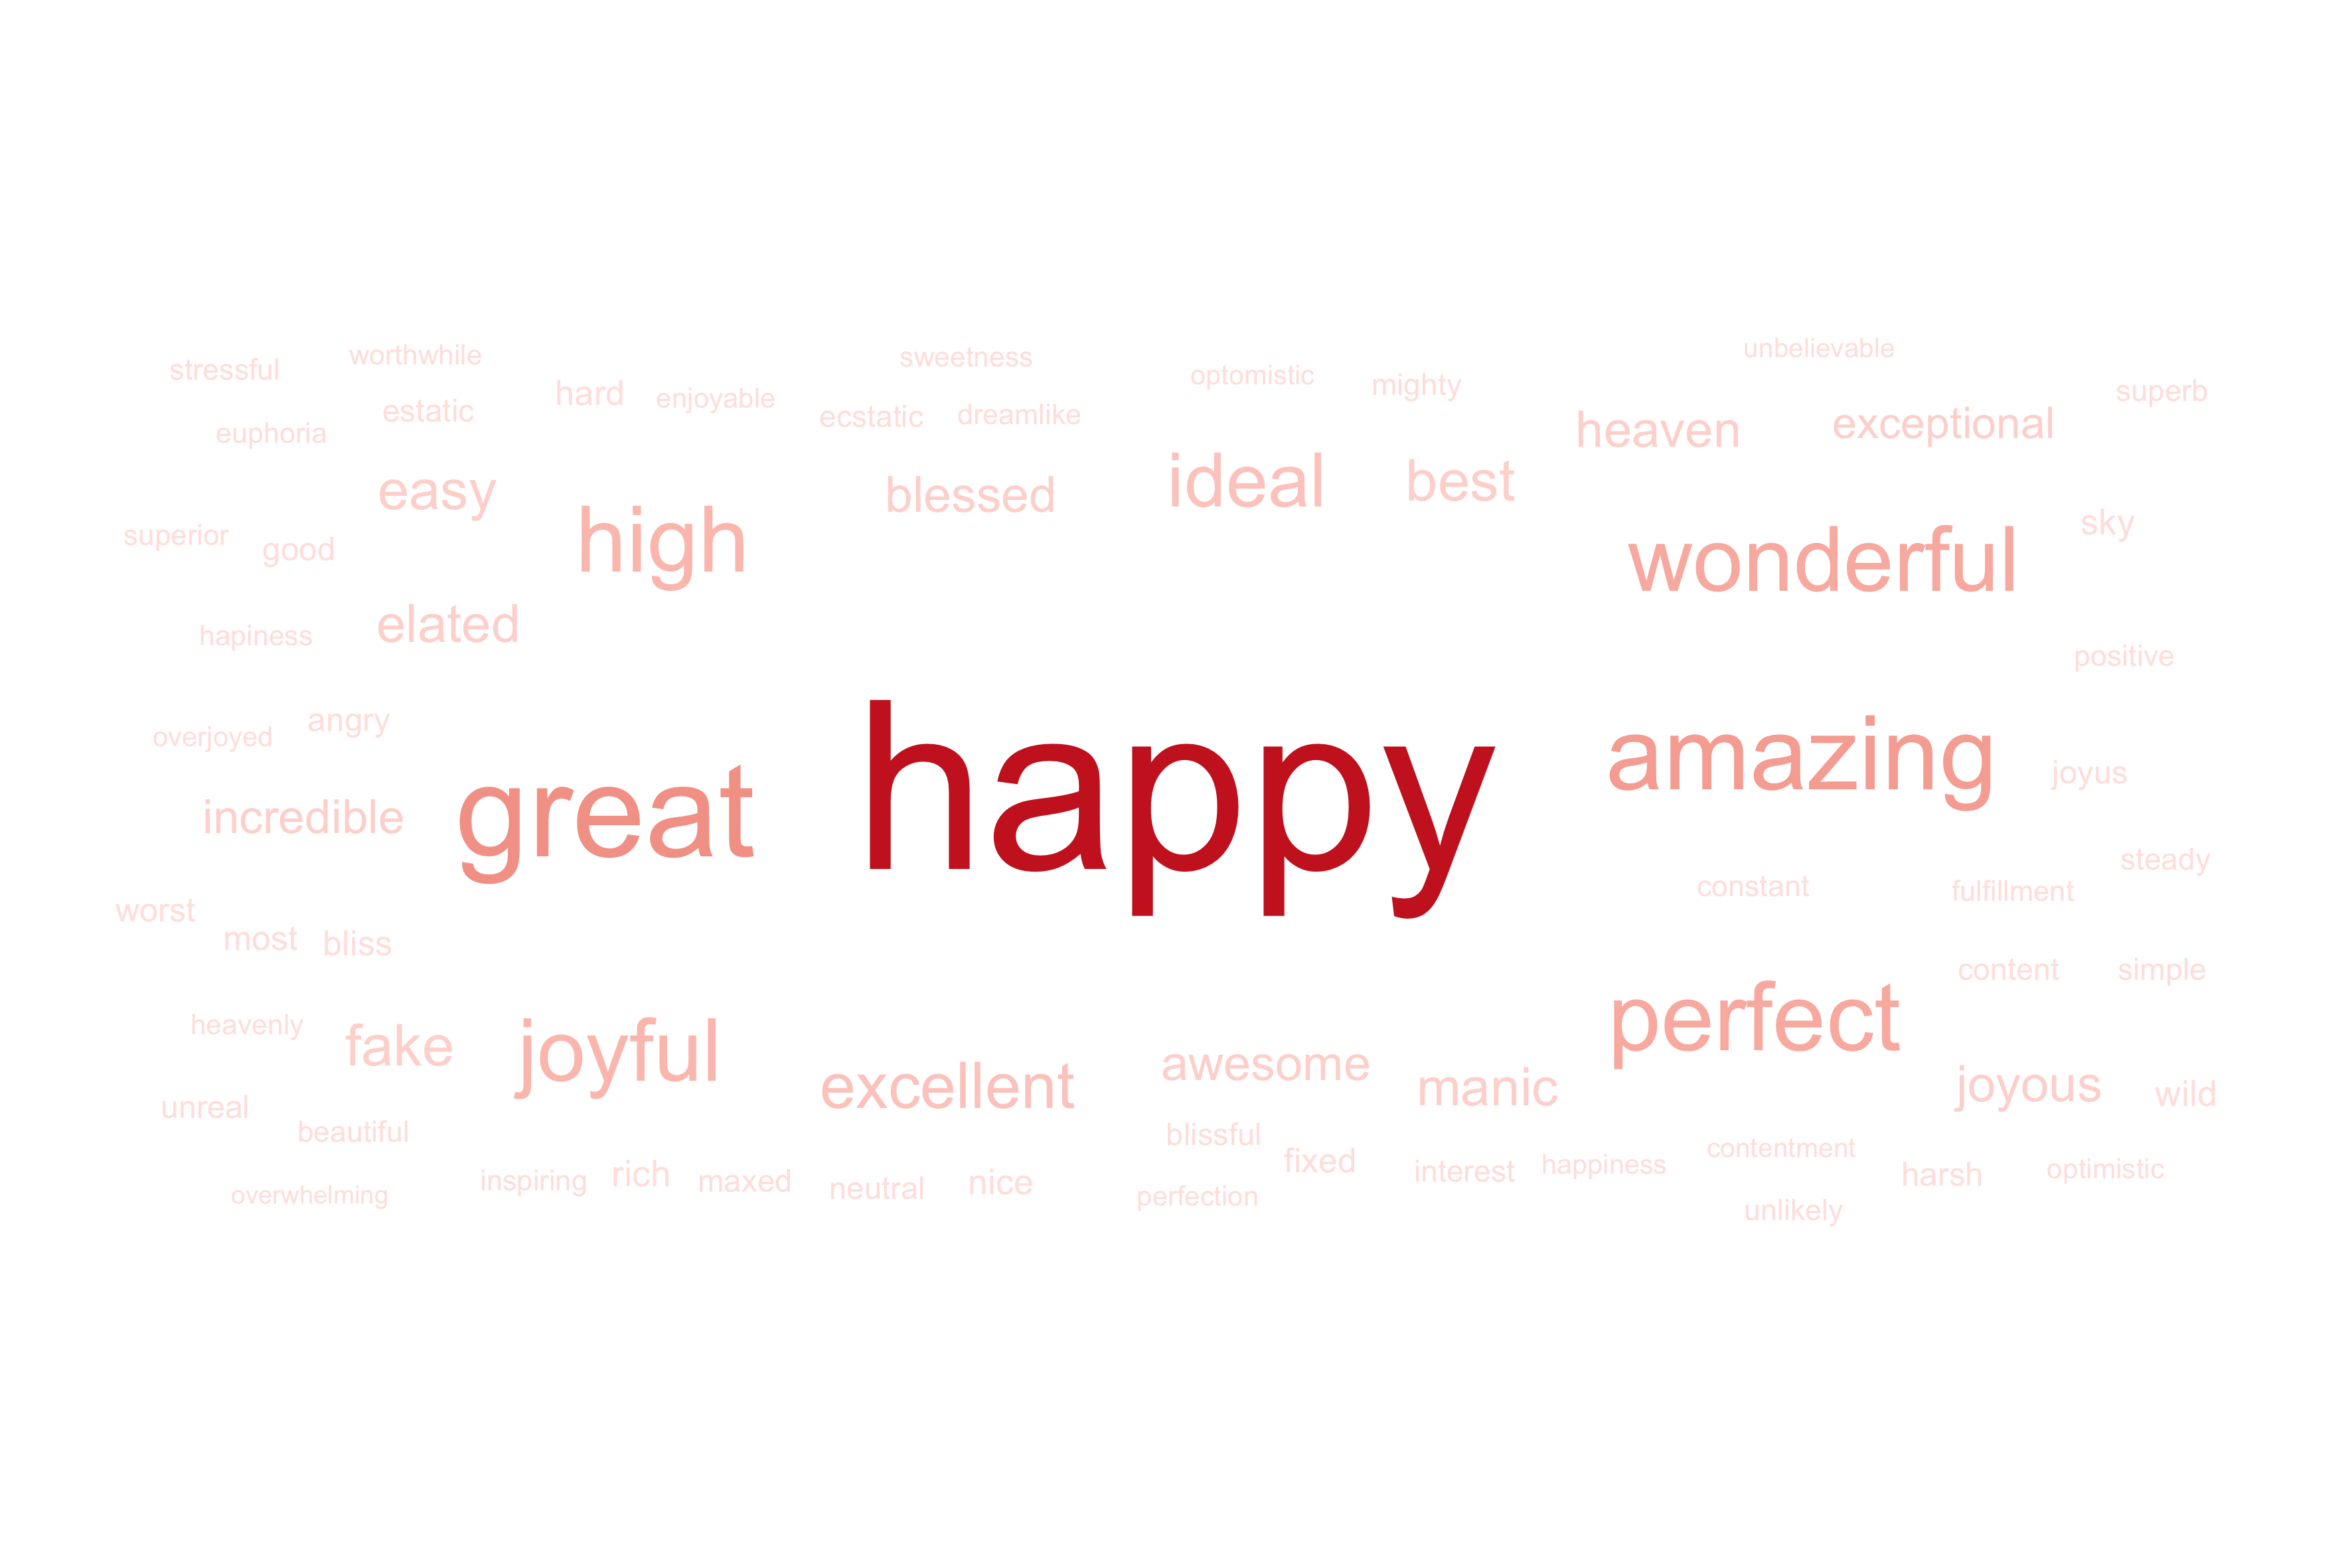 unbelievable
worthwhile
sweetness
stressful
optomistic
mighty
superb
hard
enjoyable
estatic
ecstatic
dreamlike
heaven
exceptional
euphoria
easy
blessed
ideal
best
sky
superior
good
high
wonderful
hapiness
elated
positive
overjoyed
angry
amazing
joyus
incredible
great
happy
steady
constant
fulfillment
worst
most
bliss
content
simple
heavenly
fake
joyful
perfect
excellent
awesome
manic
joyous
wild
unreal
beautiful
blissful
contentment
overwhelming
inspiring
rich
maxed
neutral
nice
perfection
fixed
interest
happiness
harsh
optimistic
unlikely